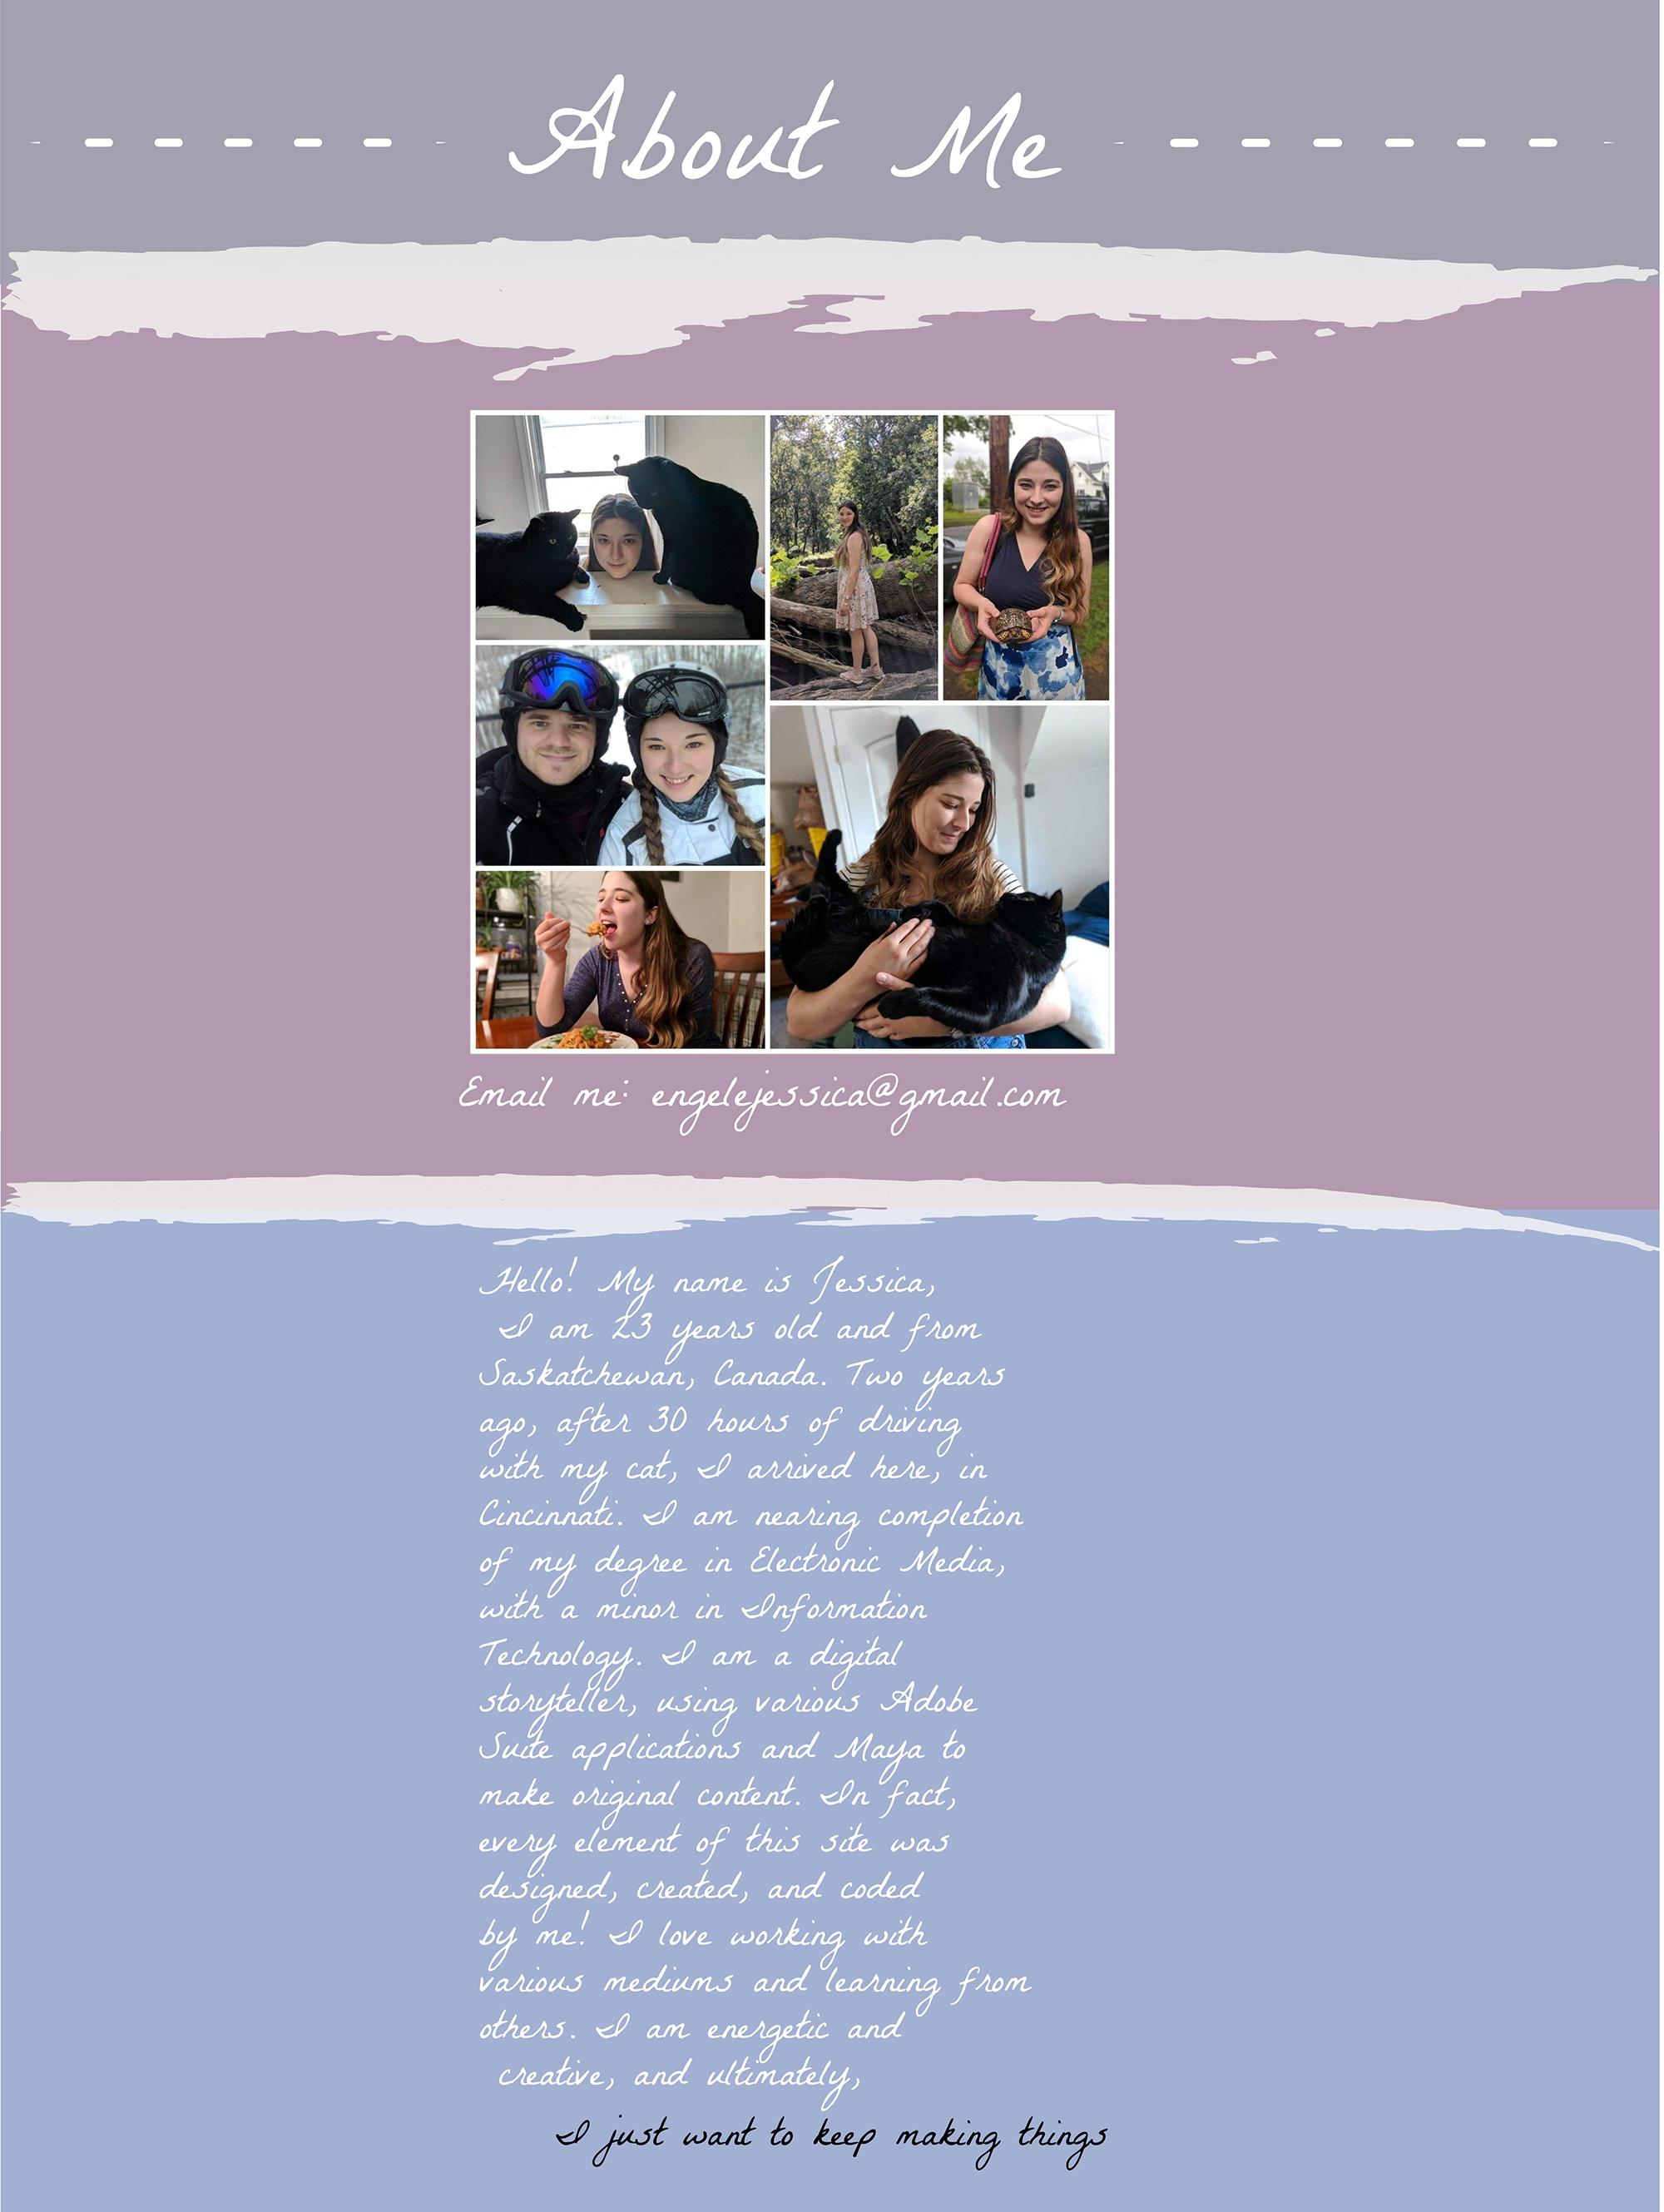 About Me
Email me: engelejessica@gmail.com
Hello! My name is Jessica,
I am 23 years old and from
Saskatchewan, Canada. Two years
ago, after 30 hours of driving
with my cat, I arrived here, in
Cincinnati. I am nearing completion
of my degree in Electronic Media,
with a minor in Information
Technology. I am a digital
storyteller, using various Adobe
Suite applications and Maya to
make original content. In fact,
every element of this site was
designed, created, and coded
by me! I love working with
various mediums and learning from
others. I am energetic and
creative, and ultimately,
I just want to keep making things